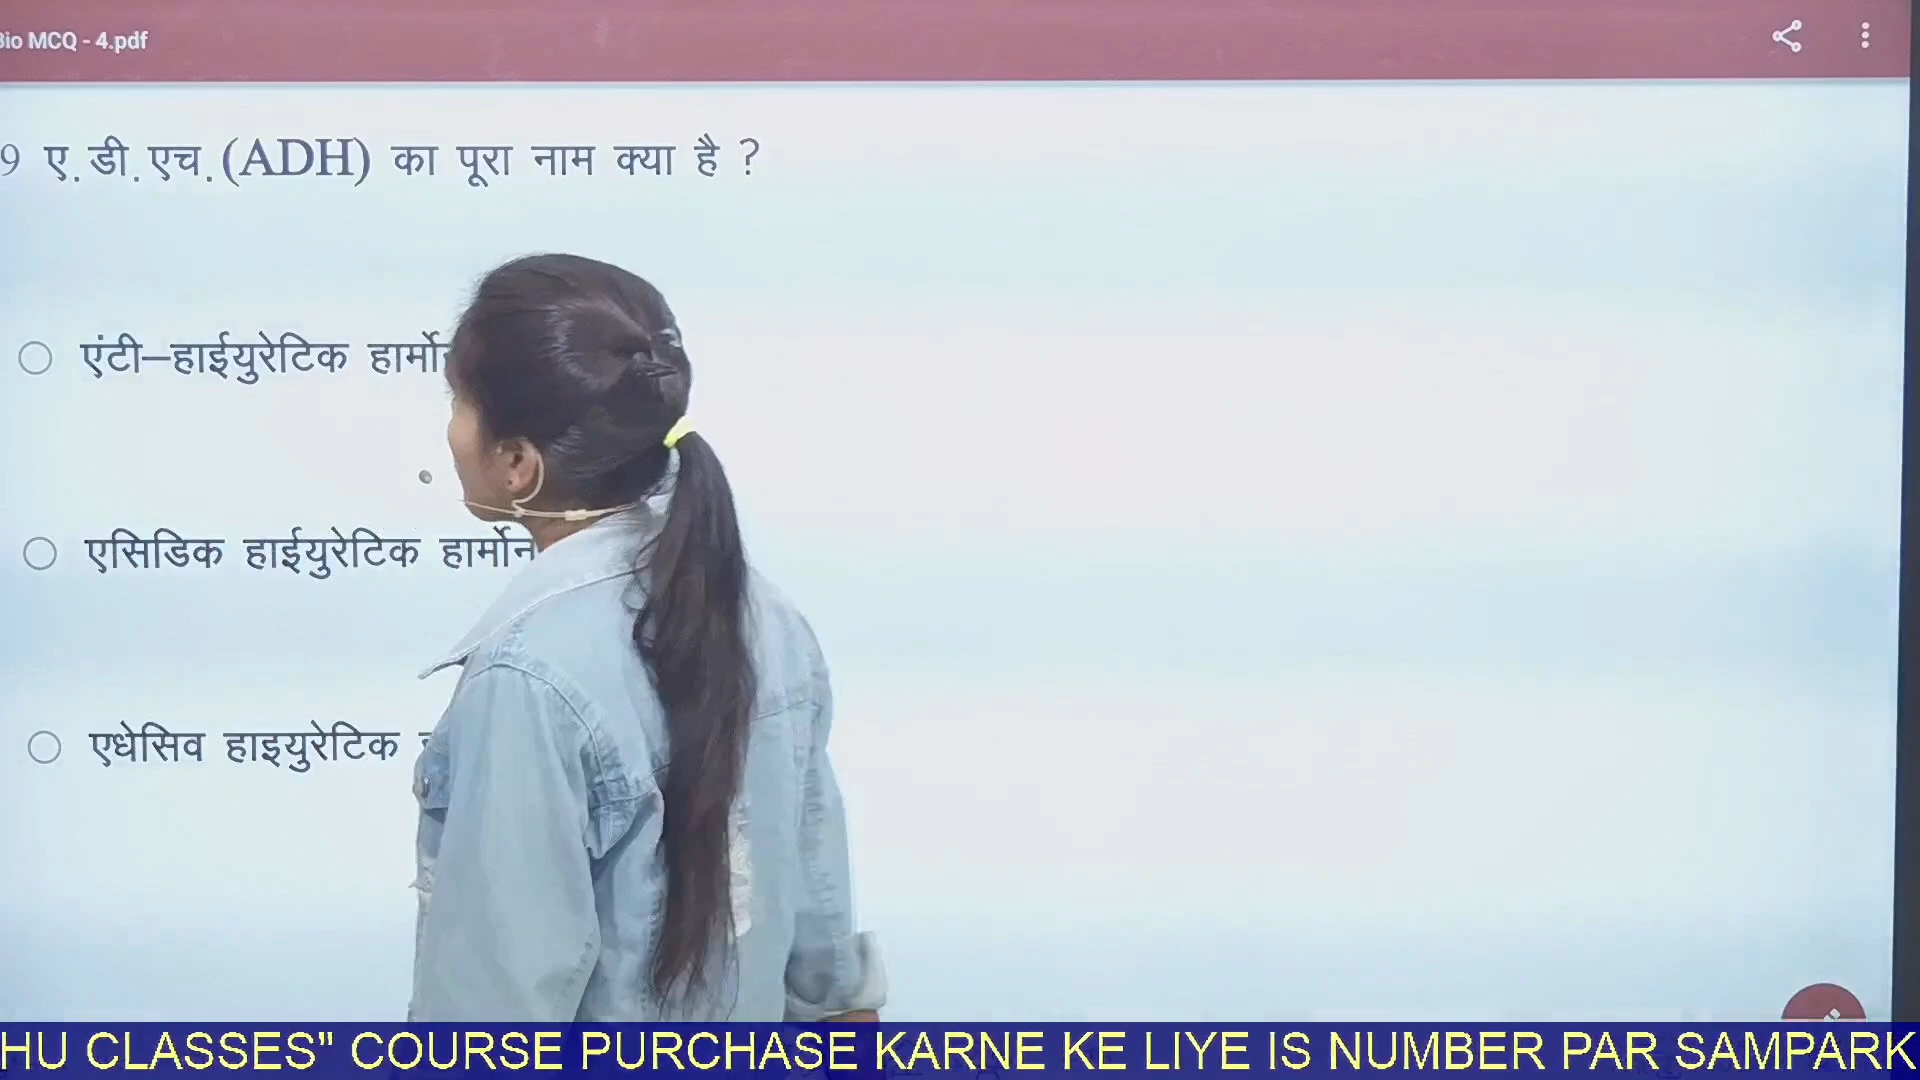 Bio MCQ - 4.pdf
9 ए.डी.एच.(ADH) का पूरा नाम क्या है ?
एंटी–हाईयुरेटिक
एसिडिक हाईयुरेटिक हार्मोन
एधेसिव हाइयुरेटिक
HU CLASSES" COURSE PURCHASE KARNE KE LIYE IS NUMBER PAR SAMPARK